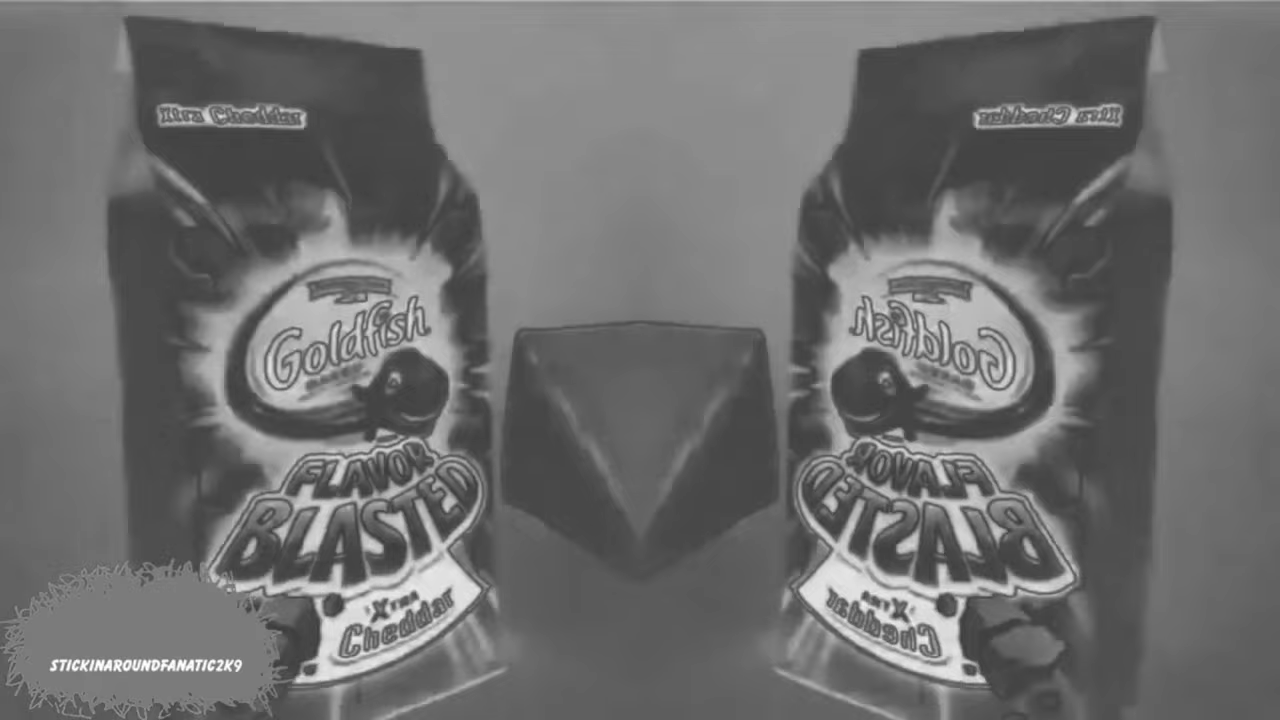 Xtra Cheddar
Xtra Cheddar
Goldfish
Goldfish
FLAVOR
BLASTED
FLAVOR
BLASTED
XTRA
Cheddar
XTRA
Cheddar
STICKINAROUNDFANATIC2K9